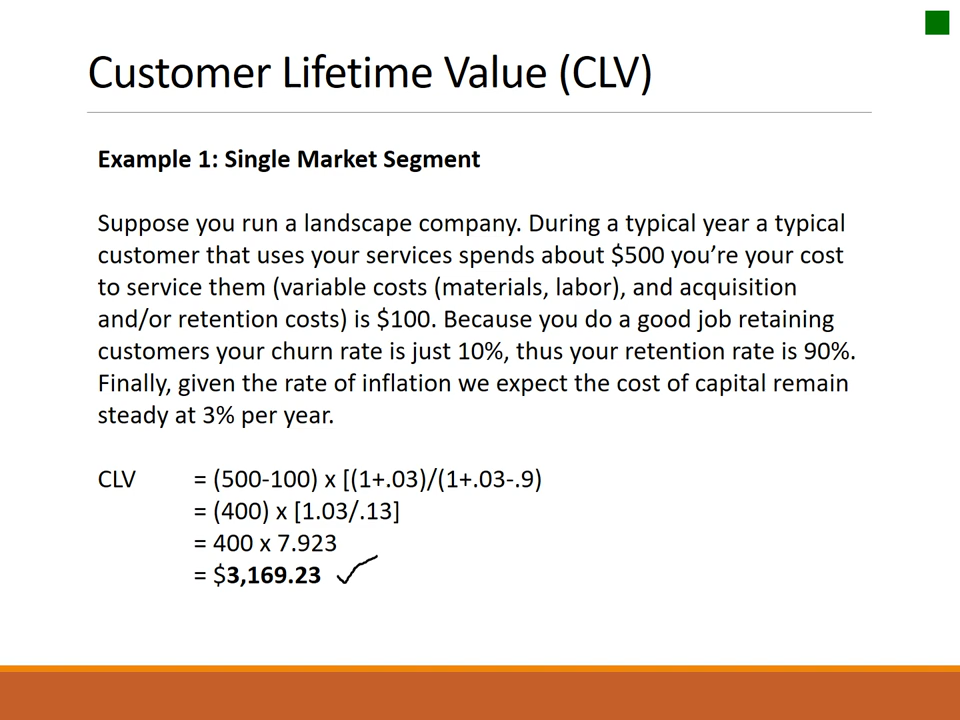 Customer Lifetime Value (CLV)
Example 1: Single Market Segment
Suppose you run a landscape company. During a typical year a typical
customer that uses your services spends about $500 you’re your cost
to service them (variable costs (materials, labor), and acquisition
and/or retention costs) is $100. Because you do a good job retaining
customers your churn rate is just 10%, thus your retention rate is 90%.
Finally, given the rate of inflation we expect the cost of capital remain
steady at 3% per year.
CLV = (500-100) x [(1+.03)/(1+.03-.9)
= (400) x [1.03/.13]
= 400 x 7.923
= $3,169.23